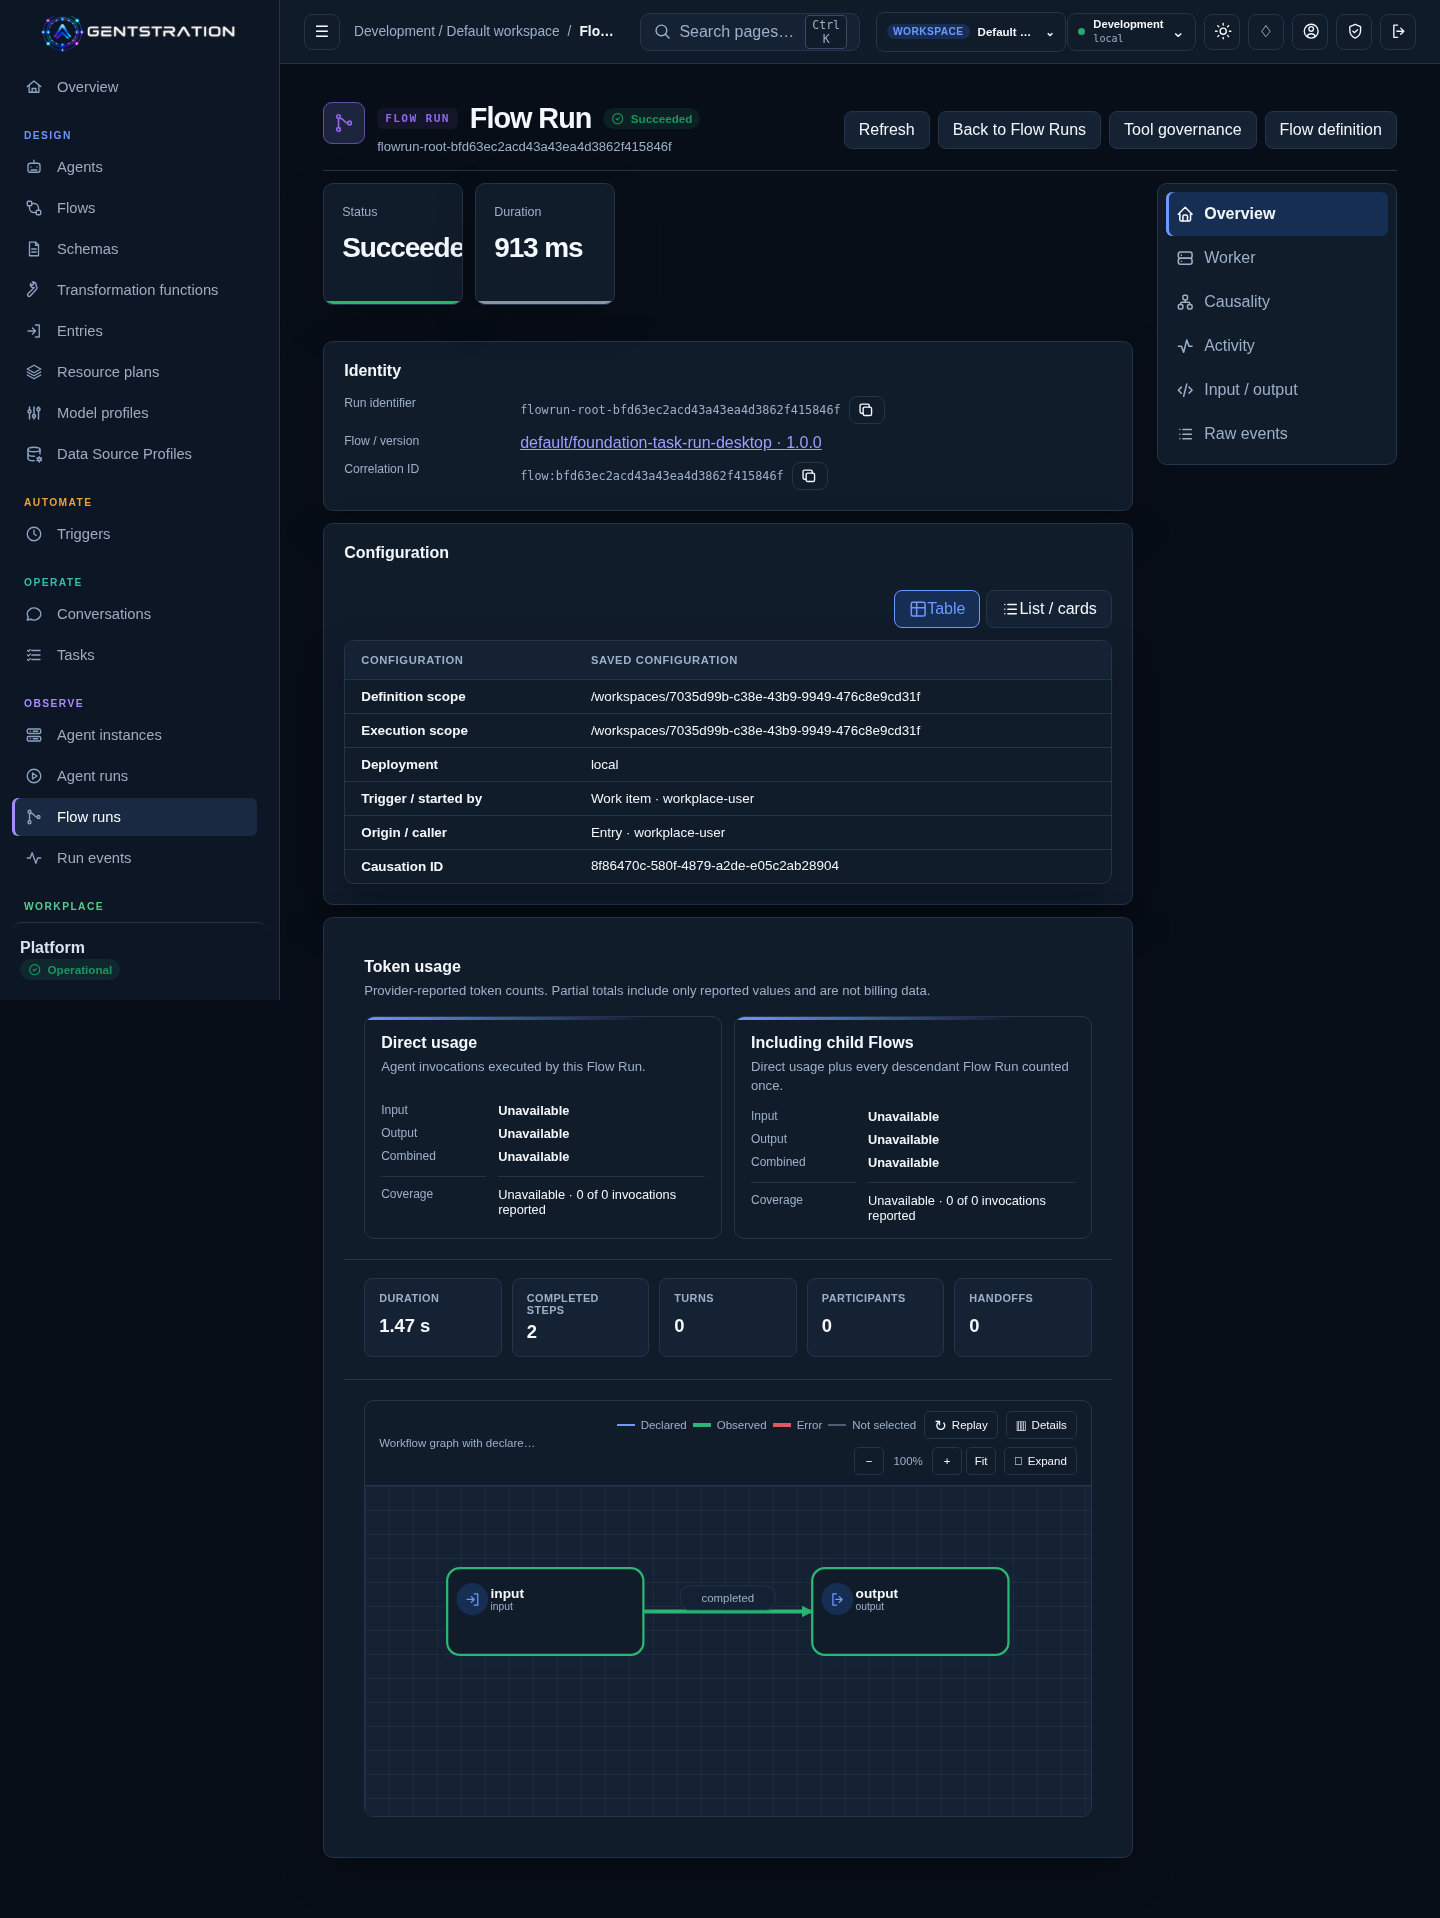 GENTSTRATION
☰
Development / Default workspace / Flo…
Search pages…
Ctrl
K
WORKSPACE Default …
Development
local
Overview
DESIGN
Agents
Flows
Schemas
Transformation functions
Entries
Resource plans
Model profiles
Data Source Profiles
AUTOMATE
Triggers
OPERATE
Conversations
Tasks
OBSERVE
Agent instances
Agent runs
Flow runs
Run events
WORKPLACE
Platform
Operational
FLOW RUN Flow Run Succeeded
flowrun-root-bfd63ec2acd43a43ea4d3862f415846f
Refresh
Back to Flow Runs
Tool governance
Flow definition
Status
Succeede
Duration
913 ms
Overview
Worker
Causality
Activity
Input / output
Raw events
Identity
Run identifier flowrun-root-bfd63ec2acd43a43ea4d3862f415846f
Flow / version default/foundation-task-run-desktop · 1.0.0
Correlation ID flow:bfd63ec2acd43a43ea4d3862f415846f
Configuration
Table
List / cards
CONFIGURATION SAVED CONFIGURATION
Definition scope /workspaces/7035d99b-c38e-43b9-9949-476c8e9cd31f
Execution scope /workspaces/7035d99b-c38e-43b9-9949-476c8e9cd31f
Deployment local
Trigger / started by Work item · workplace-user
Origin / caller Entry · workplace-user
Causation ID 8f86470c-580f-4879-a2de-e05c2ab28904
Token usage
Provider-reported token counts. Partial totals include only reported values and are not billing data.
Direct usage
Agent invocations executed by this Flow Run.
Input Unavailable
Output Unavailable
Combined Unavailable
Coverage Unavailable · 0 of 0 invocations
reported
Including child Flows
Direct usage plus every descendant Flow Run counted
once.
Input Unavailable
Output Unavailable
Combined Unavailable
Coverage Unavailable · 0 of 0 invocations
reported
DURATION
1.47 s
COMPLETED
STEPS
2
TURNS
0
PARTICIPANTS
0
HANDOFFS
0
Workflow graph with declare…
Declared Observed Error Not selected ↻ Replay ▥ Details
− 100% + Fit Expand
input
input
completed
output
output